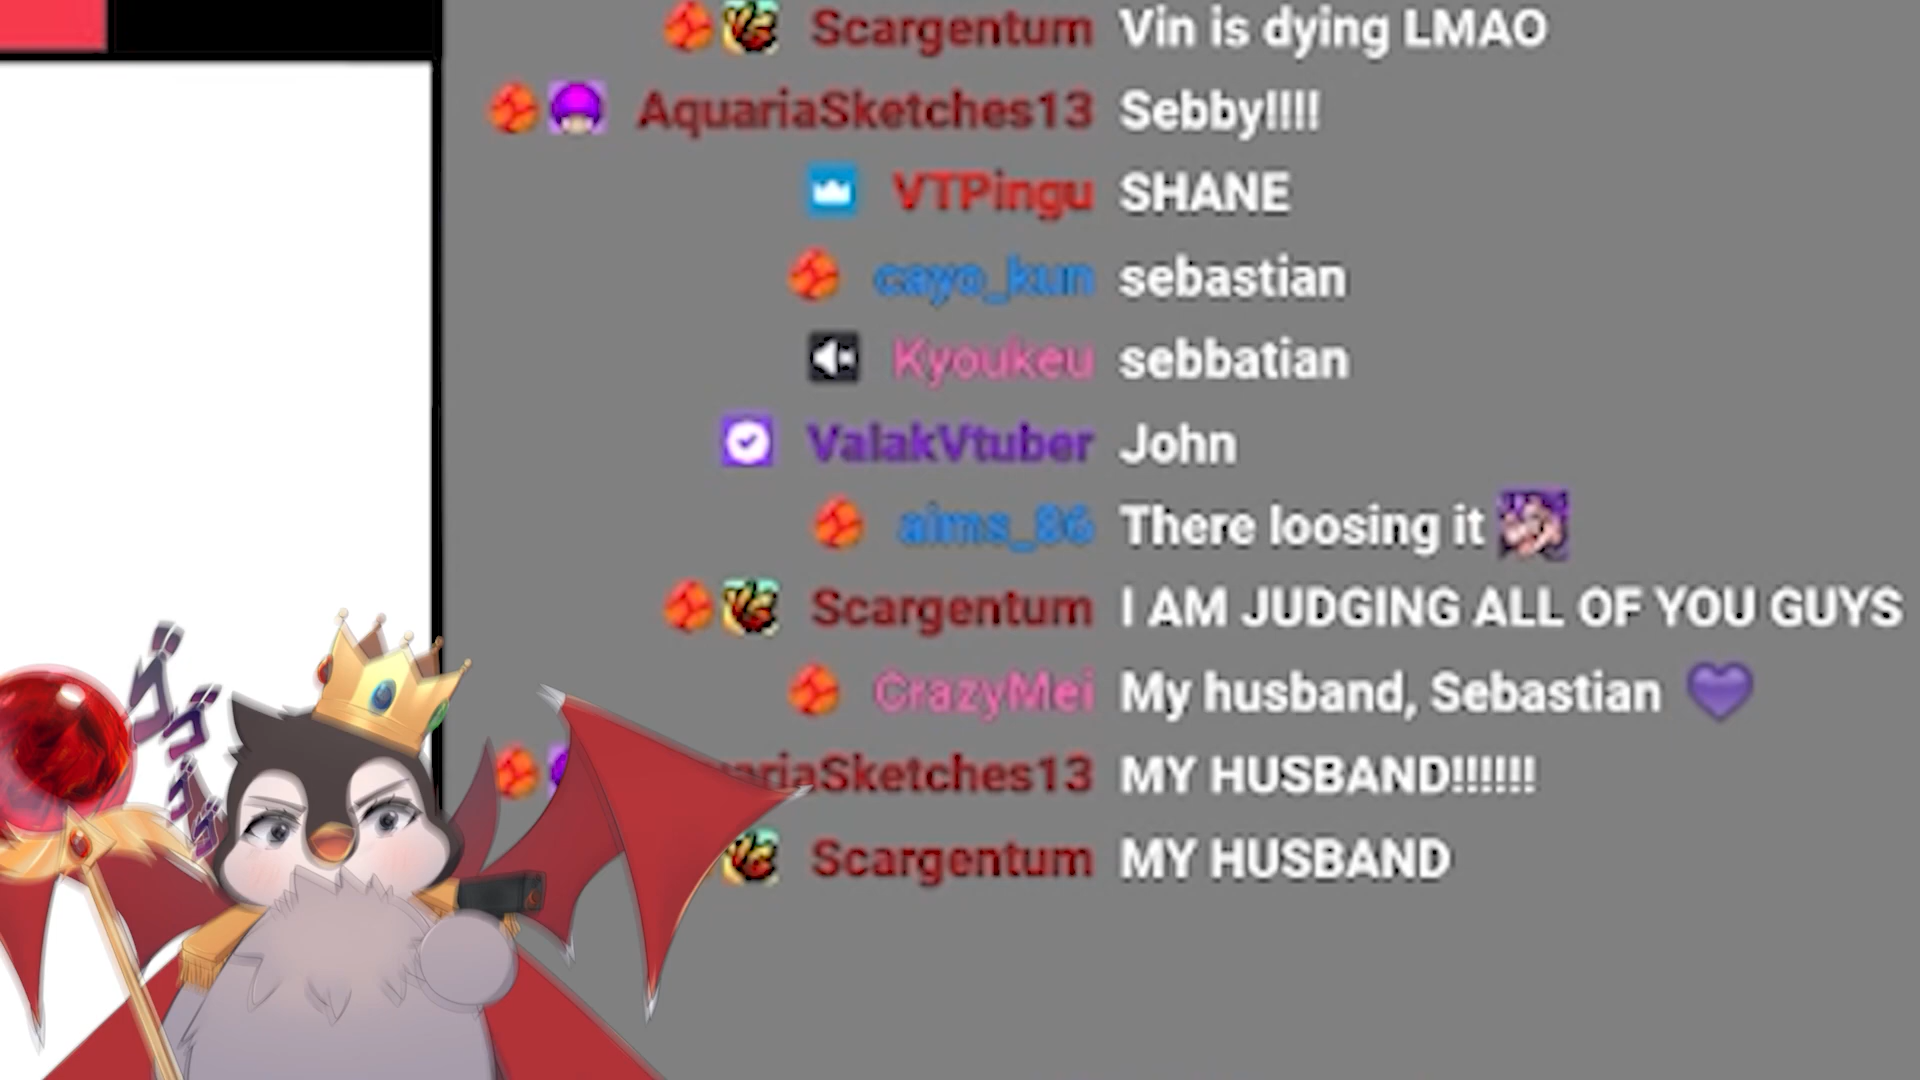 Scargentum Vin is dying LMAO
AquariaSketches13 Sebby!!!!
VTPingu SHANE
cayo_kun sebastian
Kyoukeu sebbatian
ValakVtuber John
aims_86 There loosing it
Scargentum I AM JUDGING ALL OF YOU GUYS
CrazyMei My husband, Sebastian 💜
ariaSketches13 MY HUSBAND!!!!!!
Scargentum MY HUSBAND